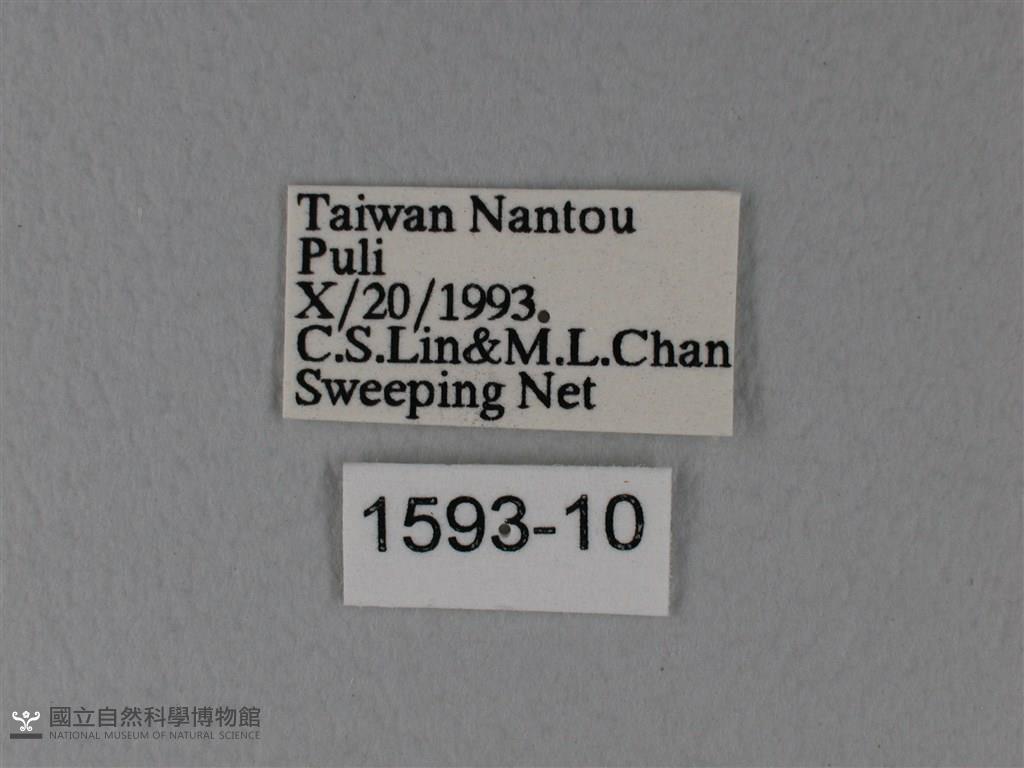 Taiwan Nantou
Puli
X/20/1993.
C.S.Lin&M.L.Chan
Sweeping Net
1593-10
國立自然科學博物館
NATIONAL MUSEUM OF NATURAL SCIENCE